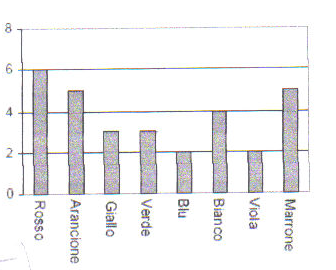 8
6
4
2
0
Rosso
Arancione
Giallo
Verde
Blu
Bianco
Viola
Marrone